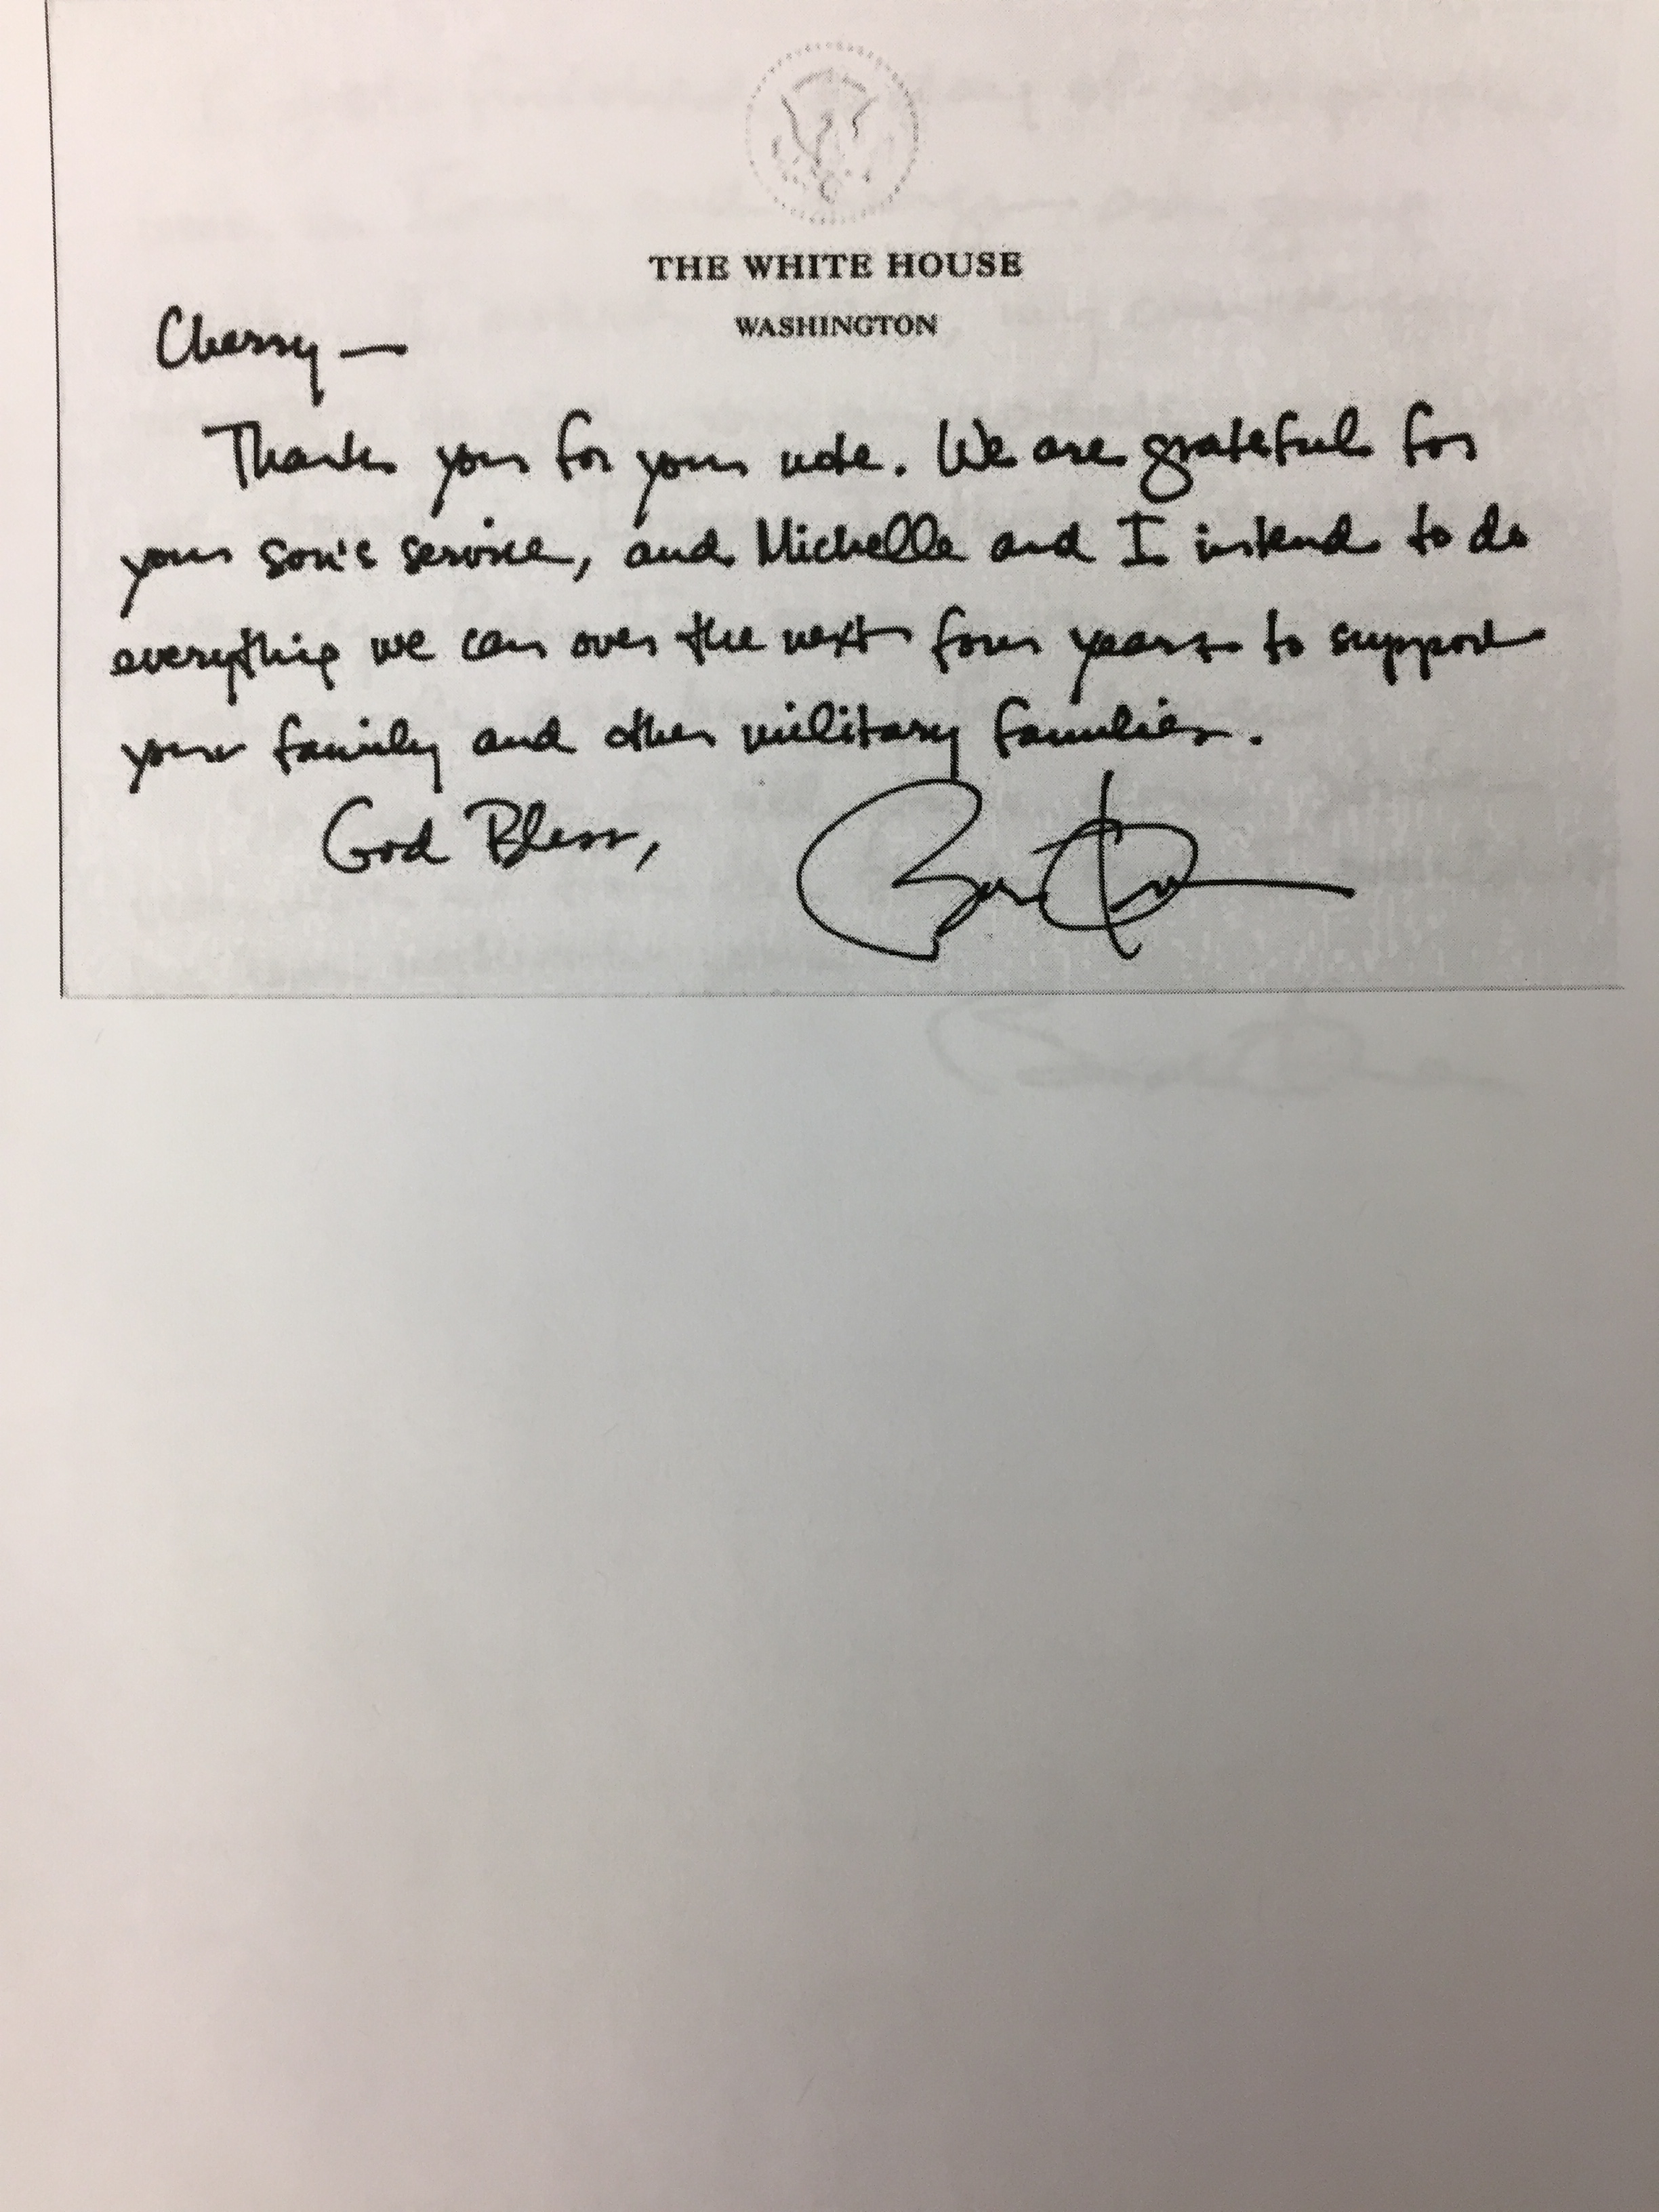 THE WHITE HOUSE
WASHINGTON
Cherry —
Thank you for your note. We are grateful for
your son's service, and Michelle and I intend to do
everything we can over the next four years to support
your family and other military families.
God Bless,